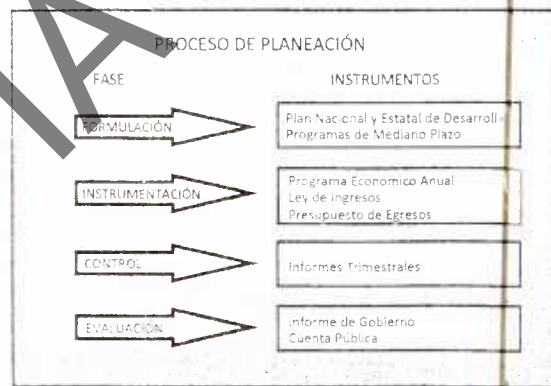 PROCESO DE PLANEACIÓN
FASE
INSTRUMENTOS
FORMULACIÓN
Plan Nacional y Estatal de Desarrollo
Programas de Mediano Plazo
INSTRUMENTACIÓN
Programa Economico Anual
Ley de Ingresos
Presupuesto de Egresos
CONTROL
Informes Trimestrales
EVALUACIÓN
Informe de Gobierno
Cuenta Pública